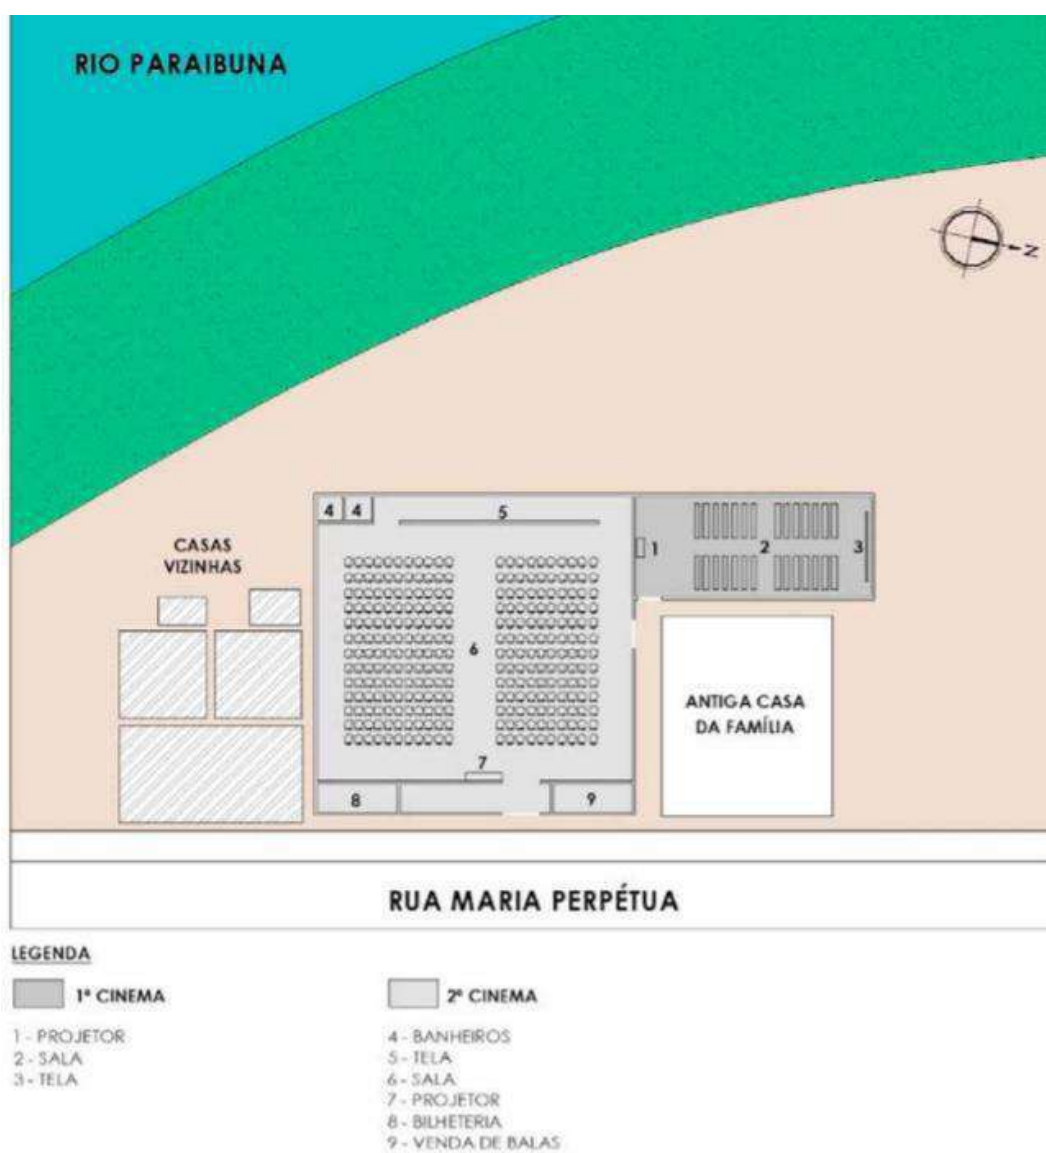 RIO PARAIBUNA
N
4 4
5
1
2
3
CASAS
VIZINHAS
6
ANTIGA CASA
DA FAMÍLIA
7
8
9
RUA MARIA PERPÉTUA
LEGENDA
1º CINEMA
1 - PROJETOR
2 - SALA
3 - TELA
2º CINEMA
4 - BANHEIROS
5 - TELA
6 - SALA
7 - PROJETOR
8 - BILHETERIA
9 - VENDA DE BALAS